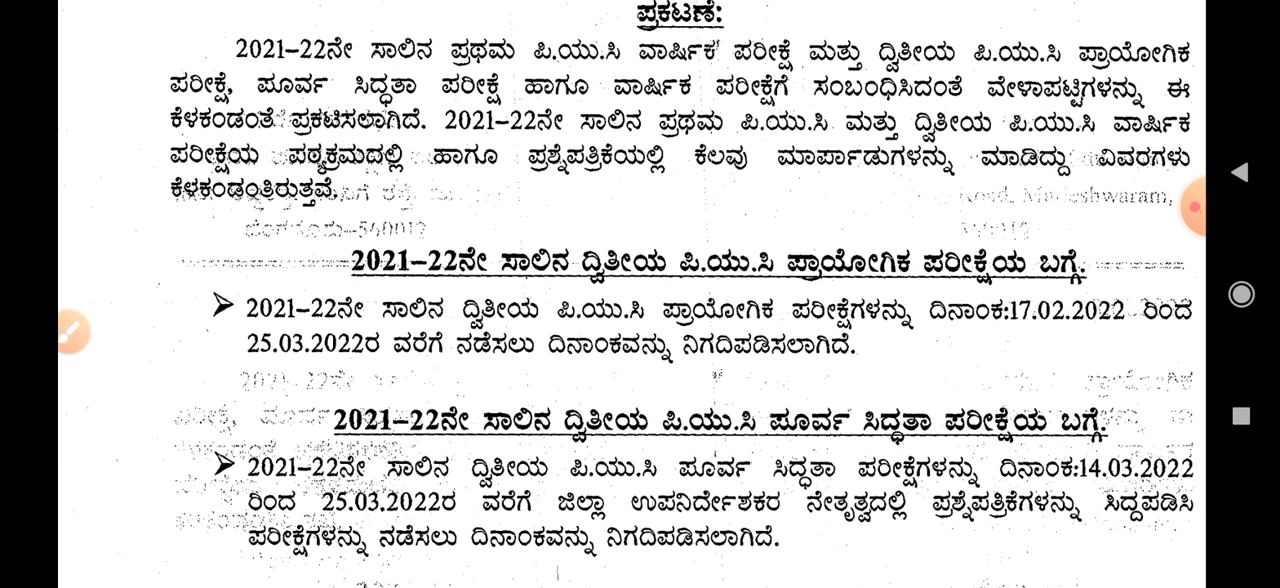 ಪ್ರಕಟಣೆ:
2021–22ನೇ ಸಾಲಿನ ಪ್ರಥಮ ಪಿ.ಯು.ಸಿ ವಾರ್ಷಿಕ ಪರೀಕ್ಷೆ ಮತ್ತು ದ್ವಿತೀಯ ಪಿ.ಯು.ಸಿ ಪ್ರಾಯೋಗಿಕ
ಪರೀಕ್ಷೆ, ಪೂರ್ವ ಸಿದ್ಧತಾ ಪರೀಕ್ಷೆ ಹಾಗೂ ವಾರ್ಷಿಕ ಪರೀಕ್ಷೆಗೆ ಸಂಬಂಧಿಸಿದಂತೆ ವೇಳಾಪಟ್ಟಿಗಳನ್ನು ಈ
ಕೆಳಕಂಡಂತೆ ಪ್ರಕಟಿಸಲಾಗಿದೆ. 2021–22ನೇ ಸಾಲಿನ ಪ್ರಥಮ ಪಿ.ಯು.ಸಿ ಮತ್ತು ದ್ವಿತೀಯ ಪಿ.ಯು.ಸಿ ವಾರ್ಷಿಕ
ಪರೀಕ್ಷೆಯ ಪಠ್ಯಕ್ರಮದಲ್ಲಿ ಹಾಗೂ ಪ್ರಶ್ನೆಪತ್ರಿಕೆಯಲ್ಲಿ ಕೆಲವು ಮಾರ್ಪಾಡುಗಳನ್ನು ಮಾಡಿದ್ದು ವಿವರಗಳು
ಕೆಳಕಂಡಂತಿರುತ್ತವೆ.
2021–22ನೇ ಸಾಲಿನ ದ್ವಿತೀಯ ಪಿ.ಯು.ಸಿ ಪ್ರಾಯೋಗಿಕ ಪರೀಕ್ಷೆಯ ಬಗ್ಗೆ.
➤ 2021–22ನೇ ಸಾಲಿನ ದ್ವಿತೀಯ ಪಿ.ಯು.ಸಿ ಪ್ರಾಯೋಗಿಕ ಪರೀಕ್ಷೆಗಳನ್ನು ದಿನಾಂಕ:17.02.2022 ರಿಂದ
25.03.2022ರ ವರೆಗೆ ನಡೆಸಲು ದಿನಾಂಕವನ್ನು ನಿಗದಿಪಡಿಸಲಾಗಿದೆ.
2021–22ನೇ ಸಾಲಿನ ದ್ವಿತೀಯ ಪಿ.ಯು.ಸಿ ಪೂರ್ವ ಸಿದ್ಧತಾ ಪರೀಕ್ಷೆಯ ಬಗ್ಗೆ.
➤ 2021–22ನೇ ಸಾಲಿನ ದ್ವಿತೀಯ ಪಿ.ಯು.ಸಿ ಪೂರ್ವ ಸಿದ್ಧತಾ ಪರೀಕ್ಷೆಗಳನ್ನು ದಿನಾಂಕ:14.03.2022
ರಿಂದ 25.03.2022ರ ವರೆಗೆ ಜಿಲ್ಲಾ ಉಪನಿರ್ದೇಶಕರ ನೇತೃತ್ವದಲ್ಲಿ ಪ್ರಶ್ನೆಪತ್ರಿಕೆಗಳನ್ನು ಸಿದ್ದಪಡಿಸಿ
ಪರೀಕ್ಷೆಗಳನ್ನು ನಡೆಸಲು ದಿನಾಂಕವನ್ನು ನಿಗದಿಪಡಿಸಲಾಗಿದೆ.